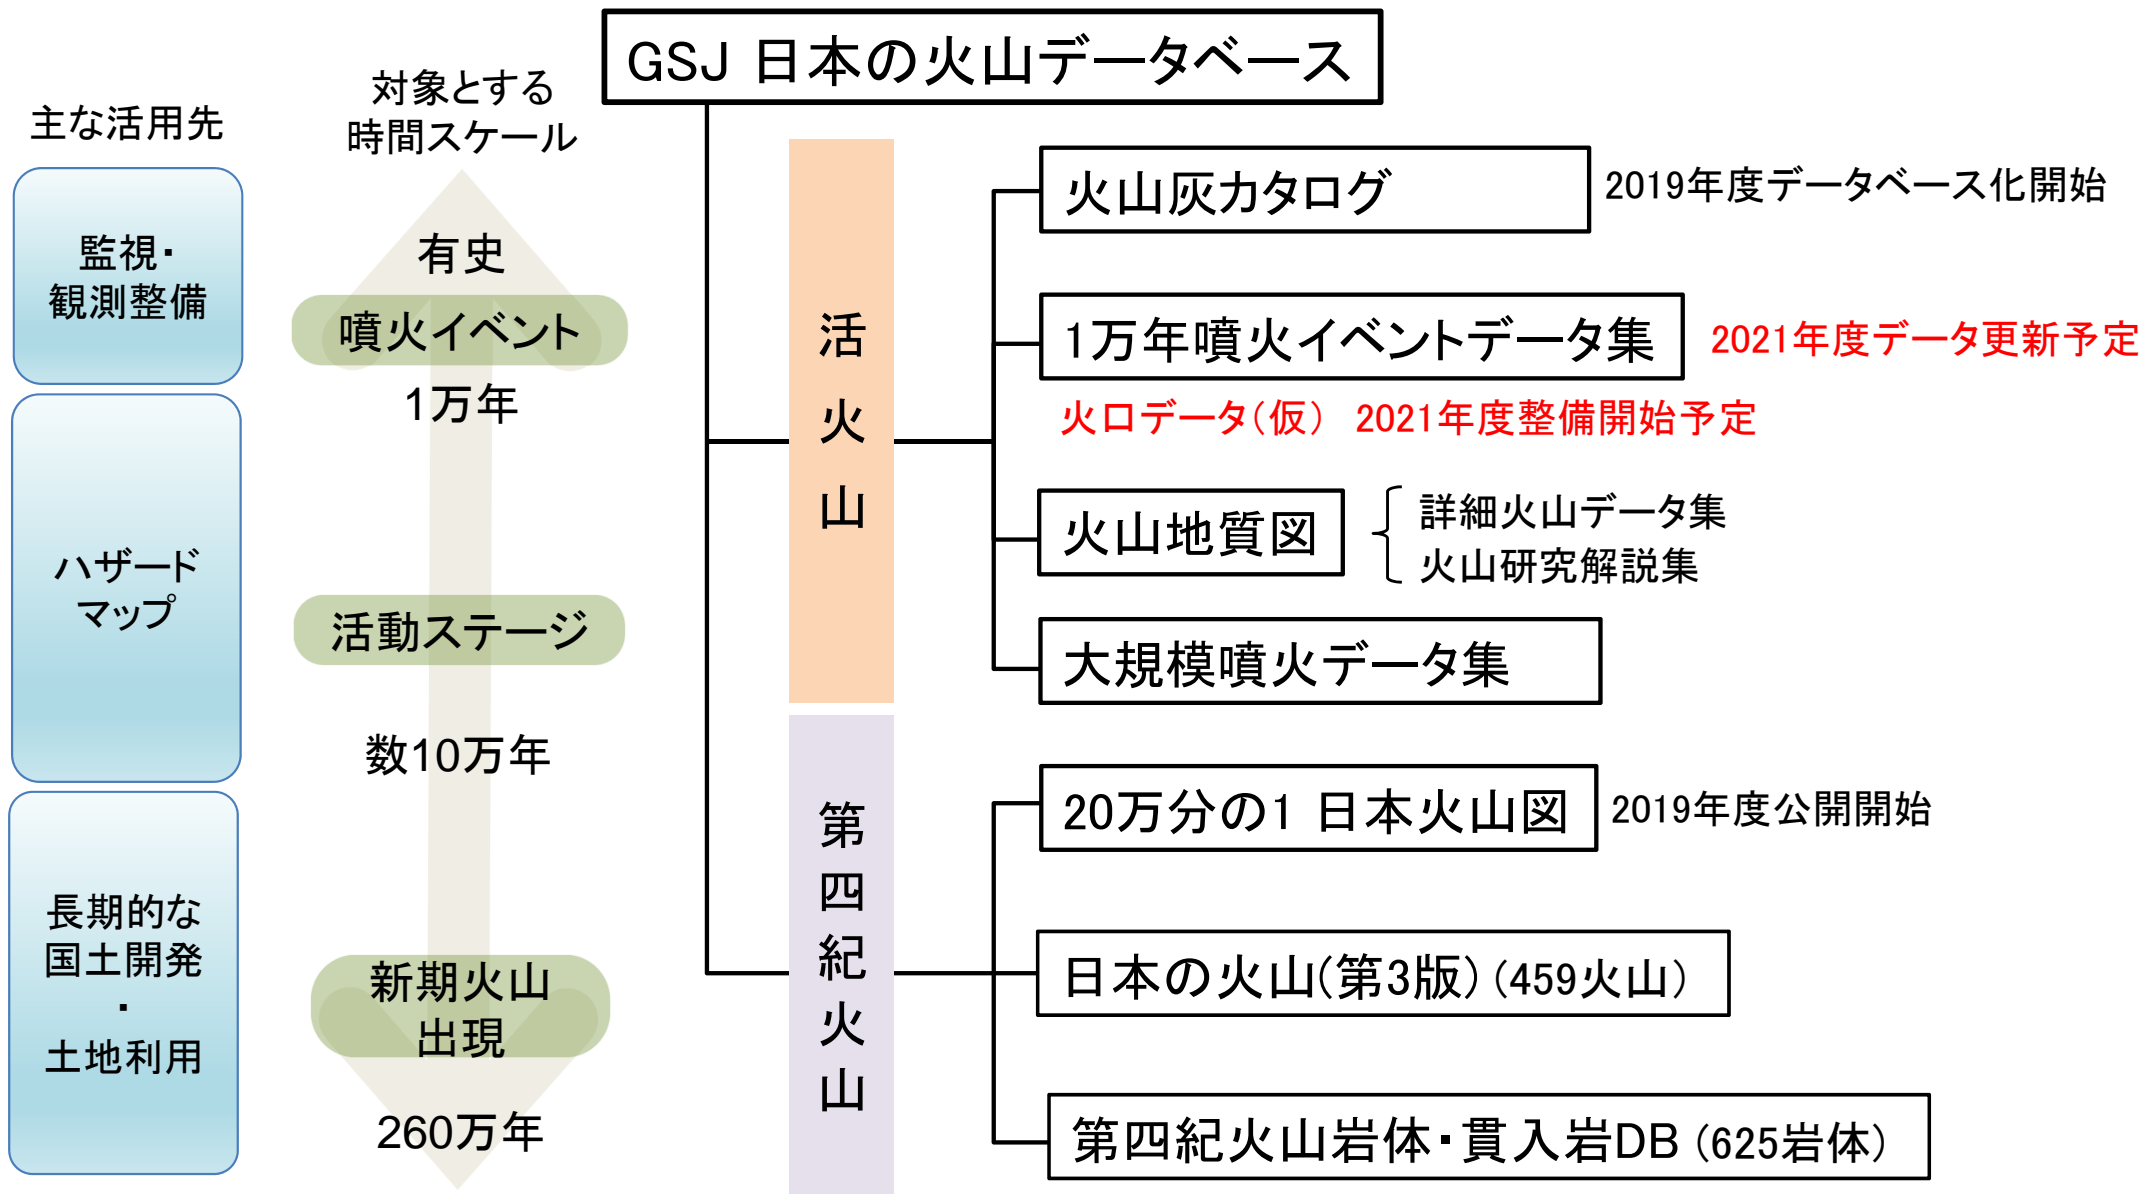 GSJ 日本の火山データベース
主な活用先
監視・
観測整備
ハザード
マップ
長期的な
国土開発
・
土地利用
対象とする
時間スケール
有史
噴火イベント
1万年
活動ステージ
数10万年
新期火山
出現
260万年
活火山
火山灰カタログ
2019年度データベース化開始
1万年噴火イベントデータ集
2021年度データ更新予定
火口データ(仮) 2021年度整備開始予定
火山地質図
詳細火山データ集
火山研究解説集
大規模噴火データ集
第四紀火山
20万分の1 日本火山図
2019年度公開開始
日本の火山(第3版)(459火山)
第四紀火山岩体・貫入岩DB(625岩体)